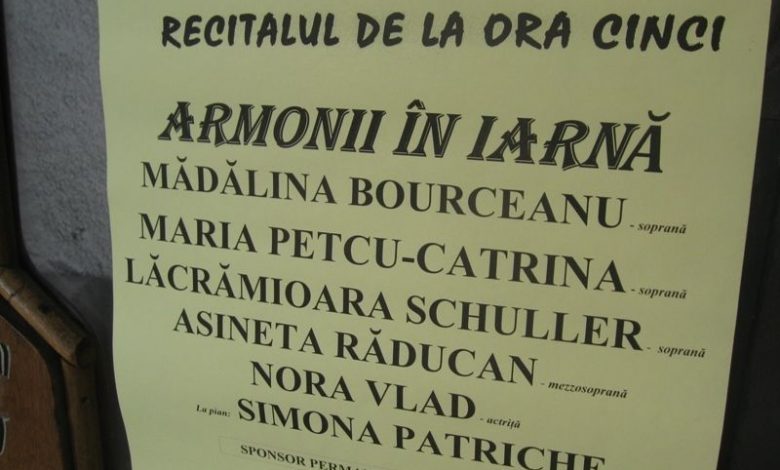 RECITALUL DE LA ORA CINCI
ARMONII ÎN IARNĂ
MĂDĂLINA BOURCEANU - soprană
MARIA PETCU-CATRINA - soprană
LĂCRĂMIOARA SCHULLER - soprană
ASINETA RĂDUCAN - mezzosoprană
NORA VLAD - actriță
La pian: SIMONA PATRICHE
SPONSOR